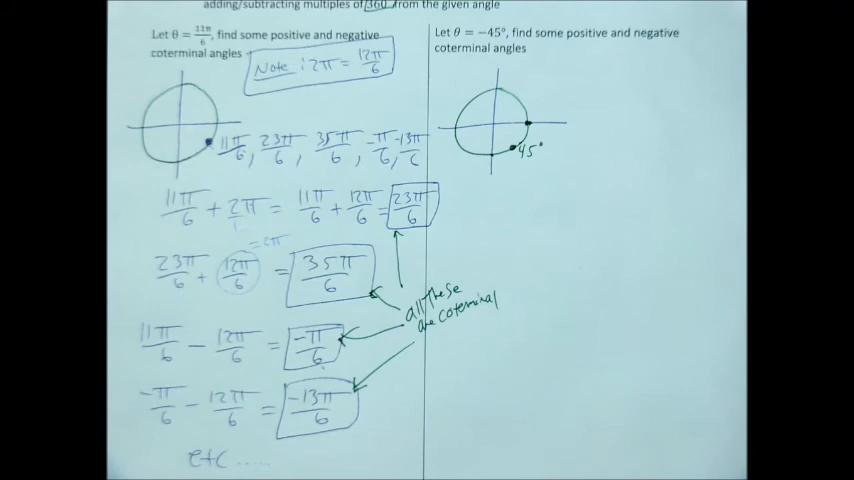 adding/subtracting multiples of 360 from the given angle
Let θ = 11π/6, find some positive and negative
coterminal angles
Note : 2π = 12π/6
11π/6, 23π/6, 35π/6, -π/6, -13π/6
11π/6 + 2π/1 = 11π/6 + 12π/6 = 23π/6
= 2π
23π/6 + 12π/6 = 35π/6
11π/6 - 12π/6 = -π/6
-π/6 - 12π/6 = -13π/6
etc.....
all these
are coterminal
Let θ = −45°, find some positive and negative
coterminal angles
45°